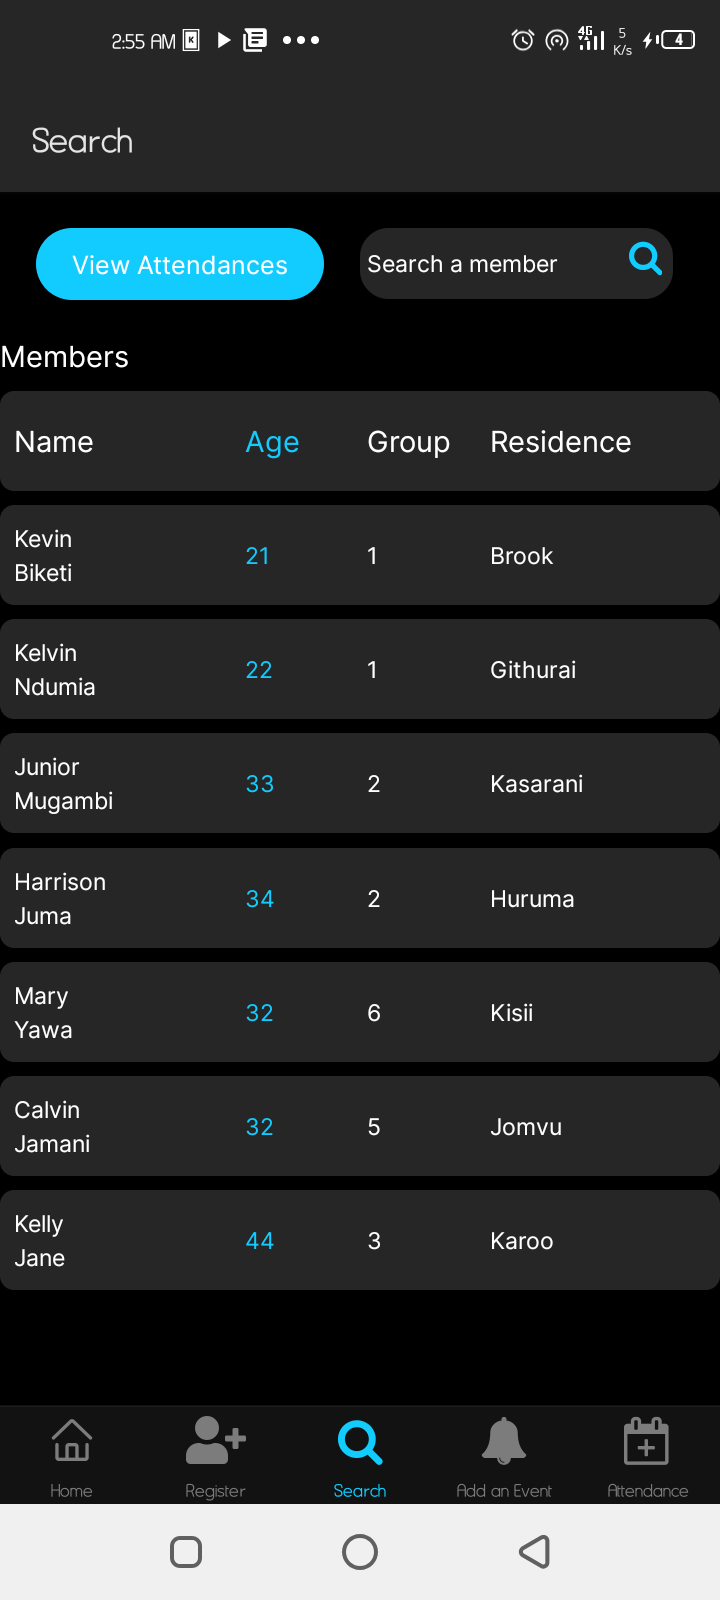 2:55 AM K 4G 5 K/s 4
Search
View Attendances Search a member
Members
Name Age Group Residence
Kevin
Biketi 21 1 Brook
Kelvin
Ndumia 22 1 Githurai
Junior
Mugambi 33 2 Kasarani
Harrison
Juma 34 2 Huruma
Mary
Yawa 32 6 Kisii
Calvin
Jamani 32 5 Jomvu
Kelly
Jane 44 3 Karoo
Home Register Search Add an Event Attendance